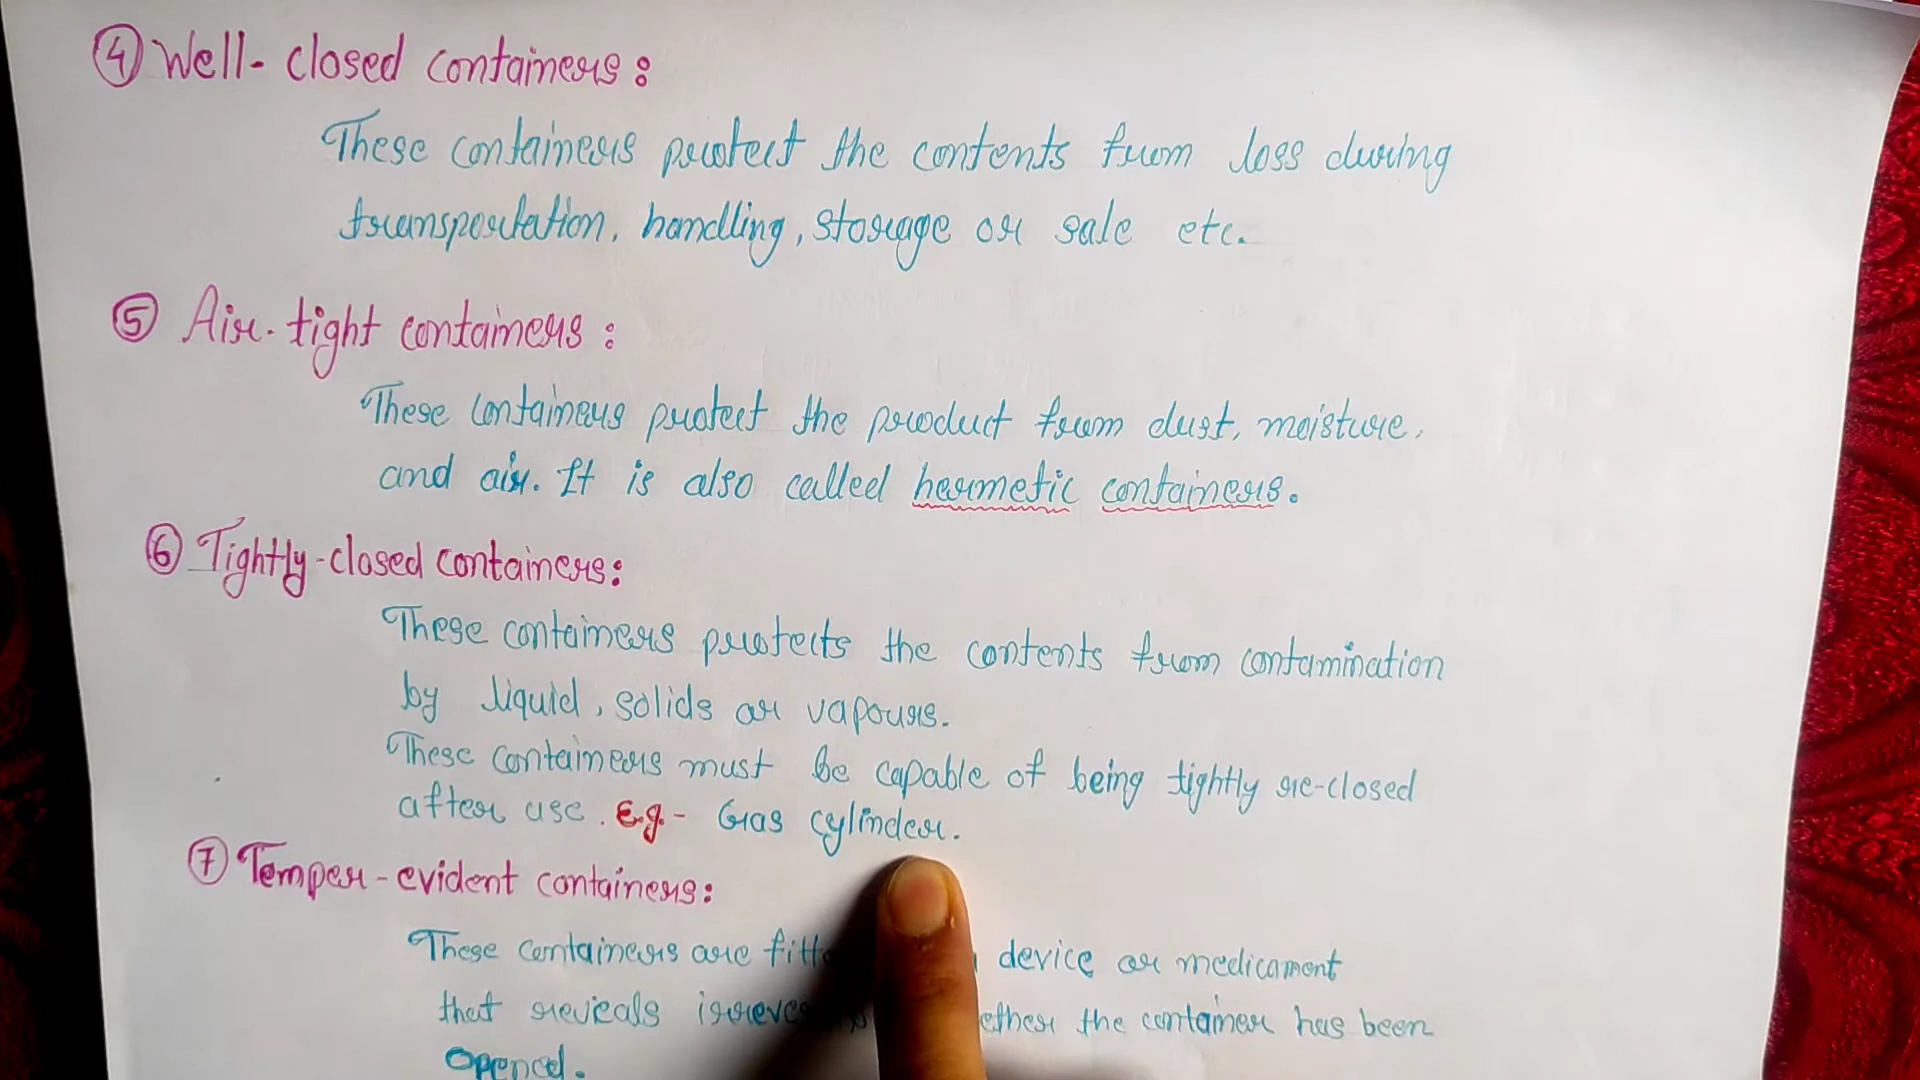 ④ Well-closed containers:
These containers protect the contents from loss during
transportation, handling, storage or sale etc.
⑤ Air-tight containers:
These containers protect the product from dust, moisture,
and air. It is also called hermetic containers.
⑥ Tightly-closed containers:
These containers protects the contents from contamination
by liquid, solids or vapours.
These containers must be capable of being tightly re-closed
after use. E.g.- Gas cylinder.
⑦ Temper-evident containers:
These containers are device or medicament
that reveals the container has been
opened.